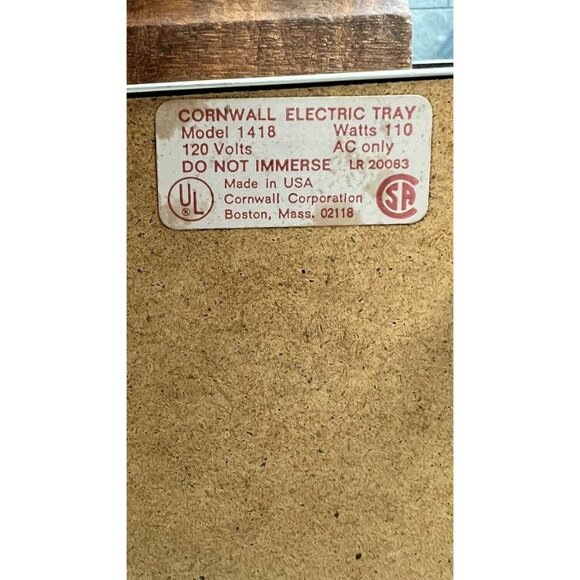 CORNWALL ELECTRIC TRAY
Model 1418 Watts 110
120 Volts AC only
DO NOT IMMERSE LR 20083
UL Made in USA SA
Cornwall Corporation
Boston, Mass. 02118